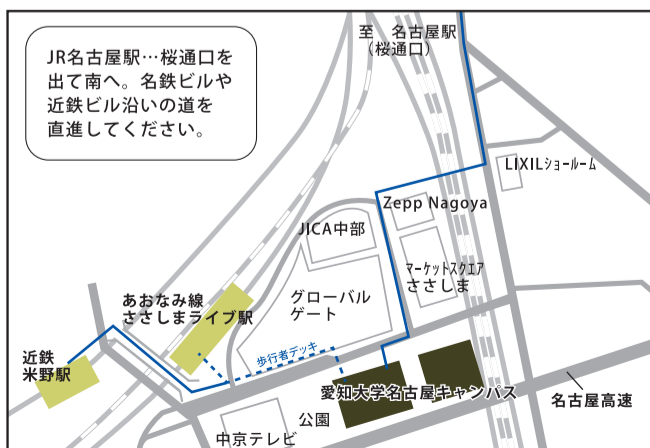 JR名古屋駅…桜通口を
出て南へ。名鉄ビルや
近鉄ビル沿いの道を
直進してください。
至　名古屋駅
（桜通口）
LIXILｼｮｰﾙｰﾑ
Zepp Nagoya
JICA中部
ﾏｰｹｯﾄｽｸｴｱ
ささしま
グローバル
ゲート
あおなみ線
ささしまライブ駅
近鉄
米野駅
歩行者デッキ
愛知大学名古屋キャンパス
名古屋高速
公園
中京テレビ